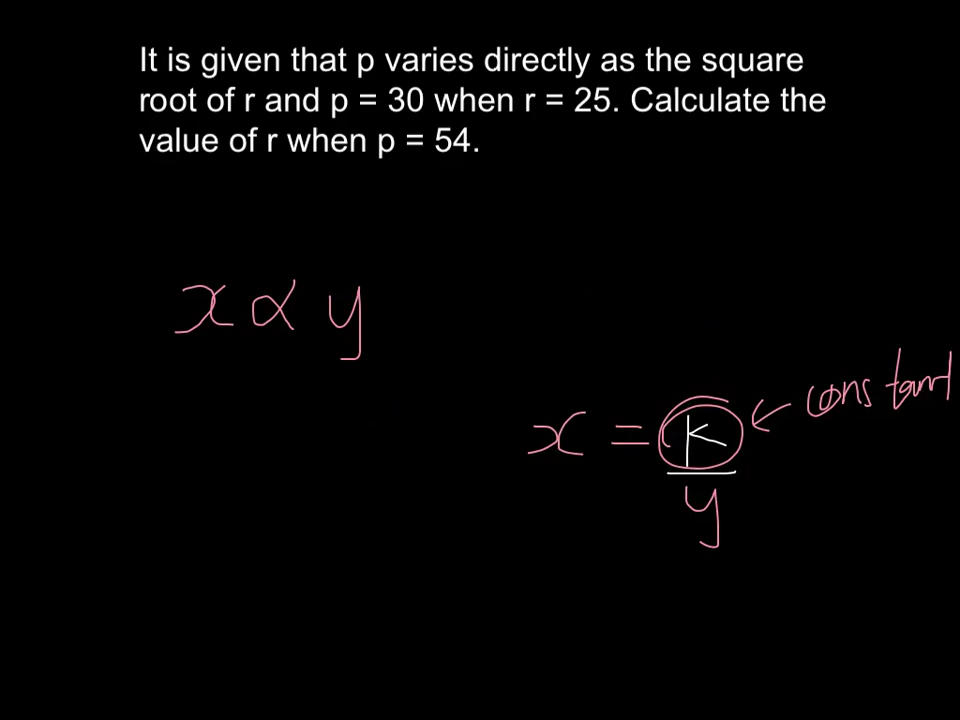 It is given that p varies directly as the square
root of r and p = 30 when r = 25. Calculate the
value of r when p = 54.
x ∝ y
x = k/y ← constant